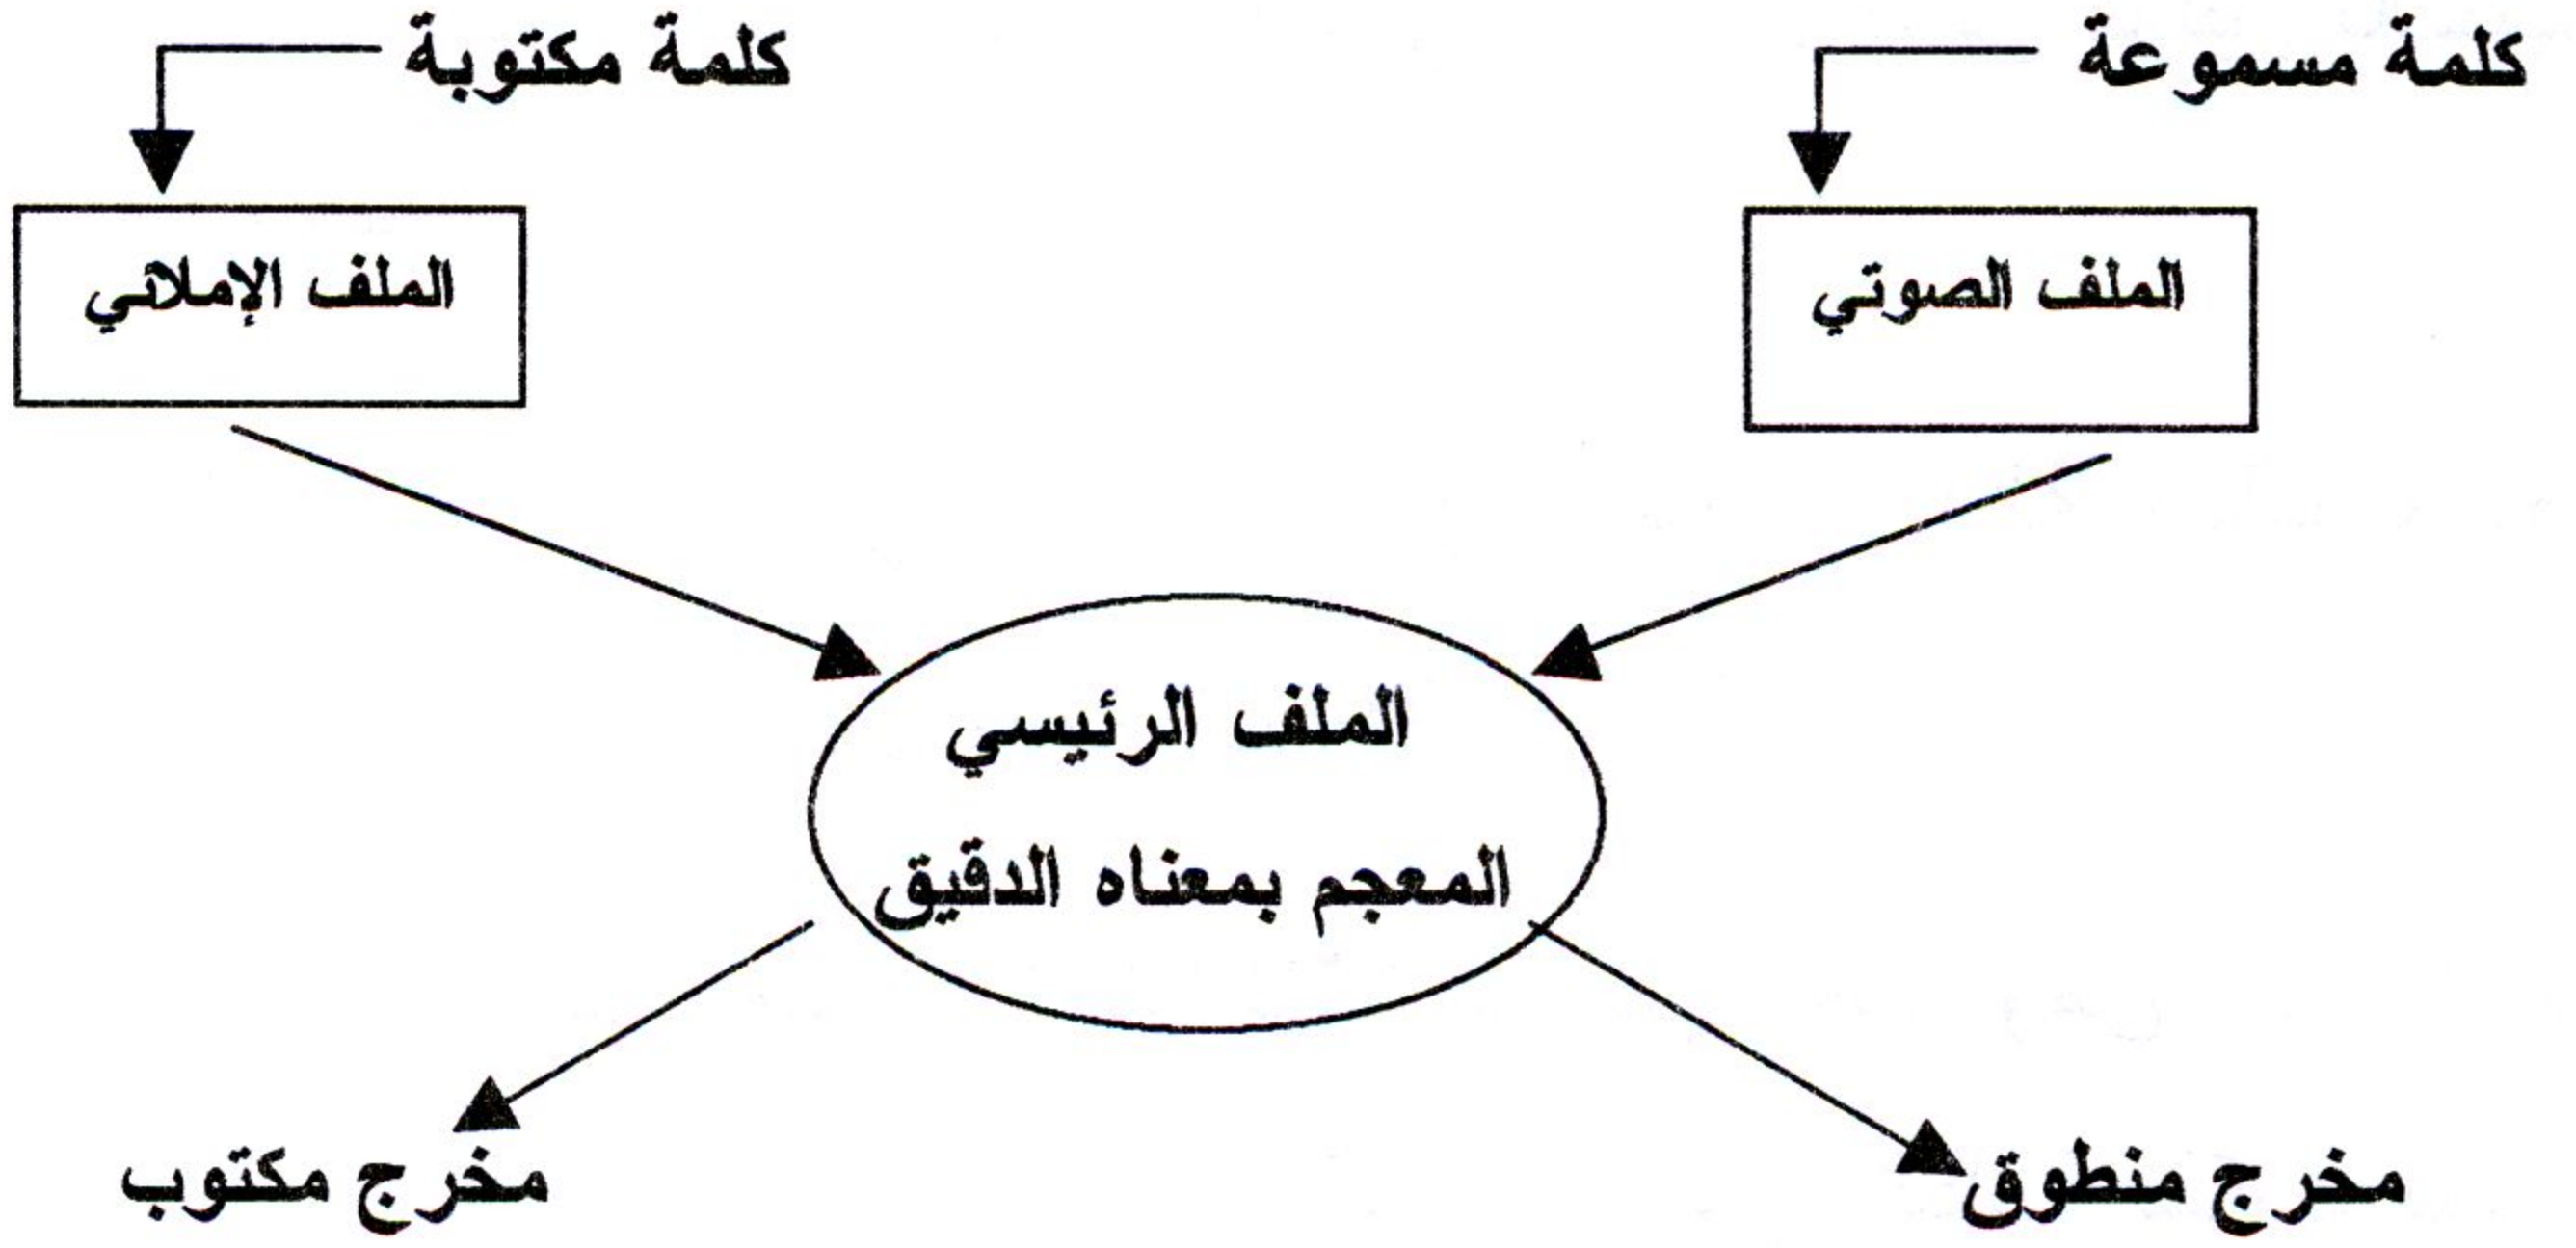 كلمة مسموعة
كلمة مكتوبة
الملف الصوتي
الملف الإملائي
الملف الرئيسي
المعجم بمعناه الدقيق
مخرج منطوق
مخرج مكتوب